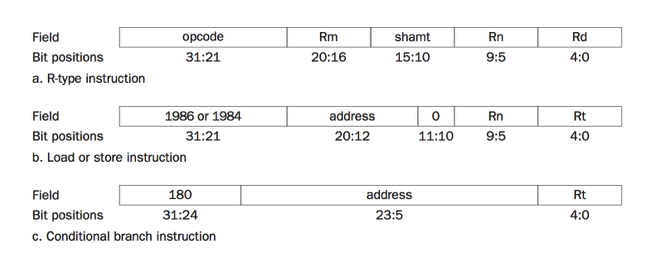 Field opcode Rm shamt Rn Rd
Bit positions 31:21 20:16 15:10 9:5 4:0
a. R-type instruction
Field 1986 or 1984 address 0 Rn Rt
Bit positions 31:21 20:12 11:10 9:5 4:0
b. Load or store instruction
Field 180 address Rt
Bit positions 31:24 23:5 4:0
c. Conditional branch instruction